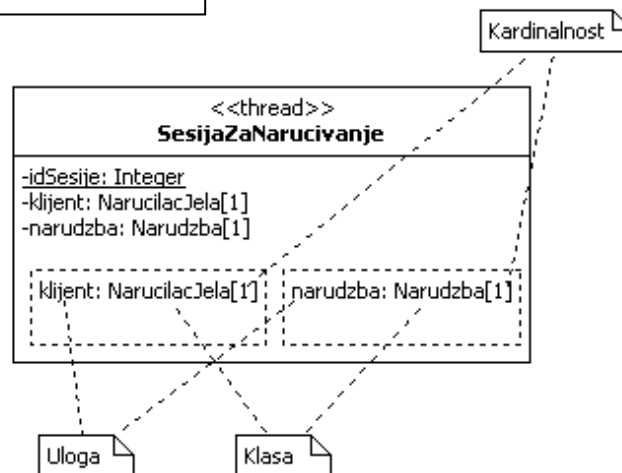 Kardinalnost
<<thread>>
SesijaZaNarucivanje
-idSesije: Integer
-klijent: NarucilacJela[1]
-narudzba: Narudzba[1]
klijent: NarucilacJela[1]
narudzba: Narudzba[1]
Uloga
Klasa